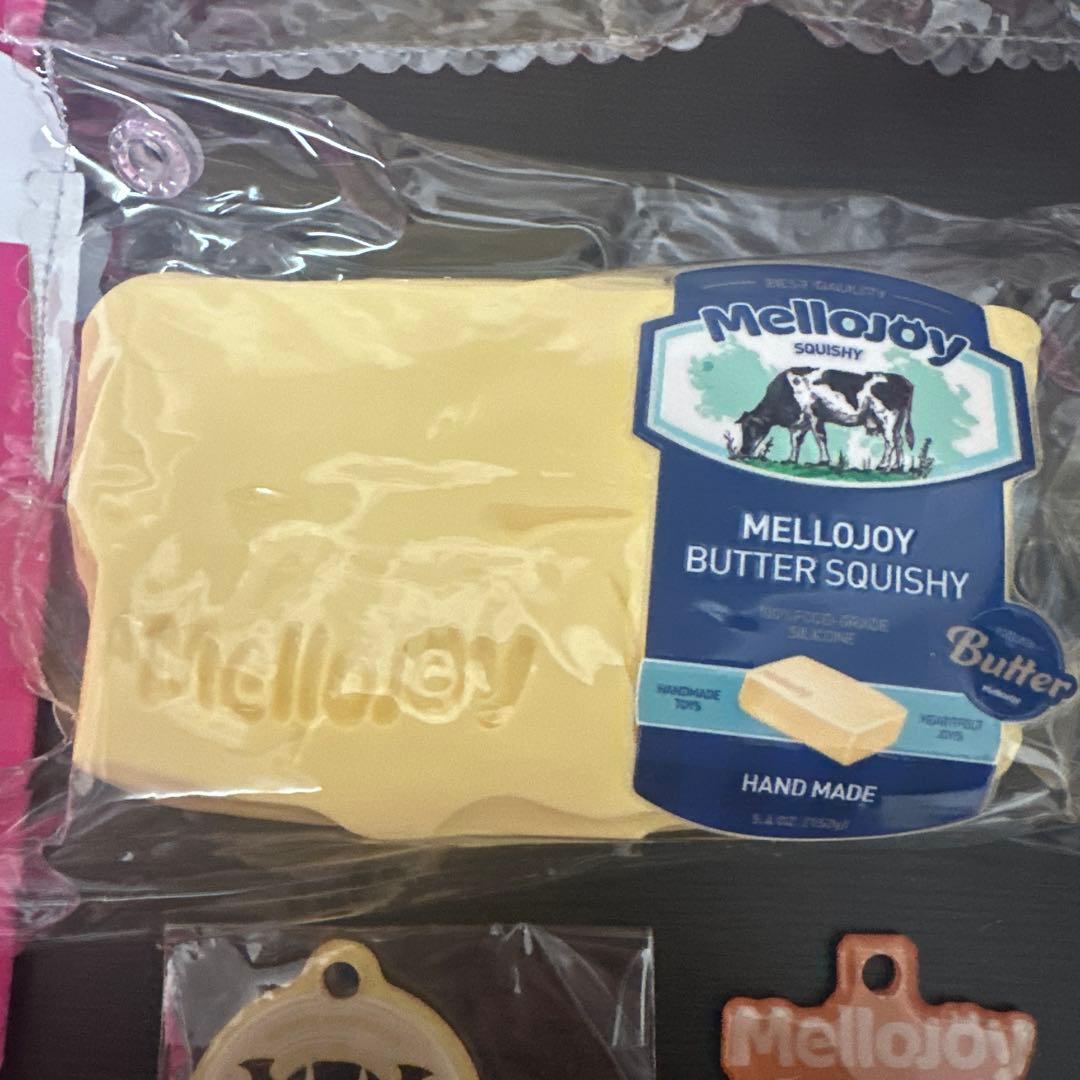 BEST QAULITY
Mellojoy
SQUISHY
MELLOJOY
BUTTER SQUISHY
100% FOOD-GRADE
SILICONE
Butter
HANDMADE
TOYS
HEARTFELT
JOYS
HAND MADE
Mellojoy
Mellojoy